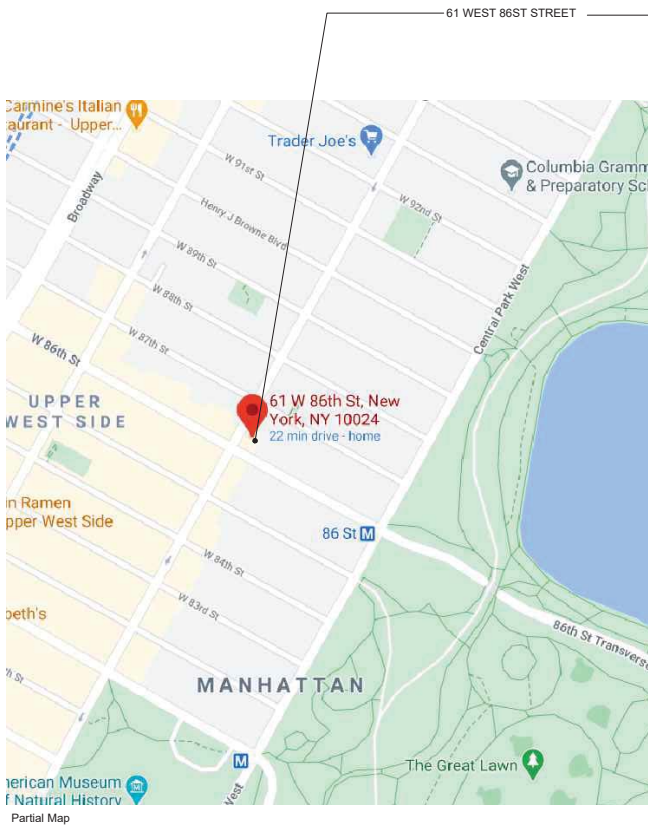 61 WEST 86ST STREET
Carmine's Italian
aurant - Upper...
Trader Joe's
Columbia Gramm
& Preparatory Sc
Broadway
W 91st St
W 92nd St
Henry J Browne Blvd
W 89th St
W 88th St
W 87th St
W 86th St
Central Park West
UPPER
WEST SIDE
61 W 86th St, New
York, NY 10024
22 min drive - home
in Ramen
pper West Side
86 St M
W 84th St
W 83rd St
86th St Transverse
beth's
h St
MANHATTAN
M
The Great Lawn
merican Museum
f Natural History
West
Partial Map